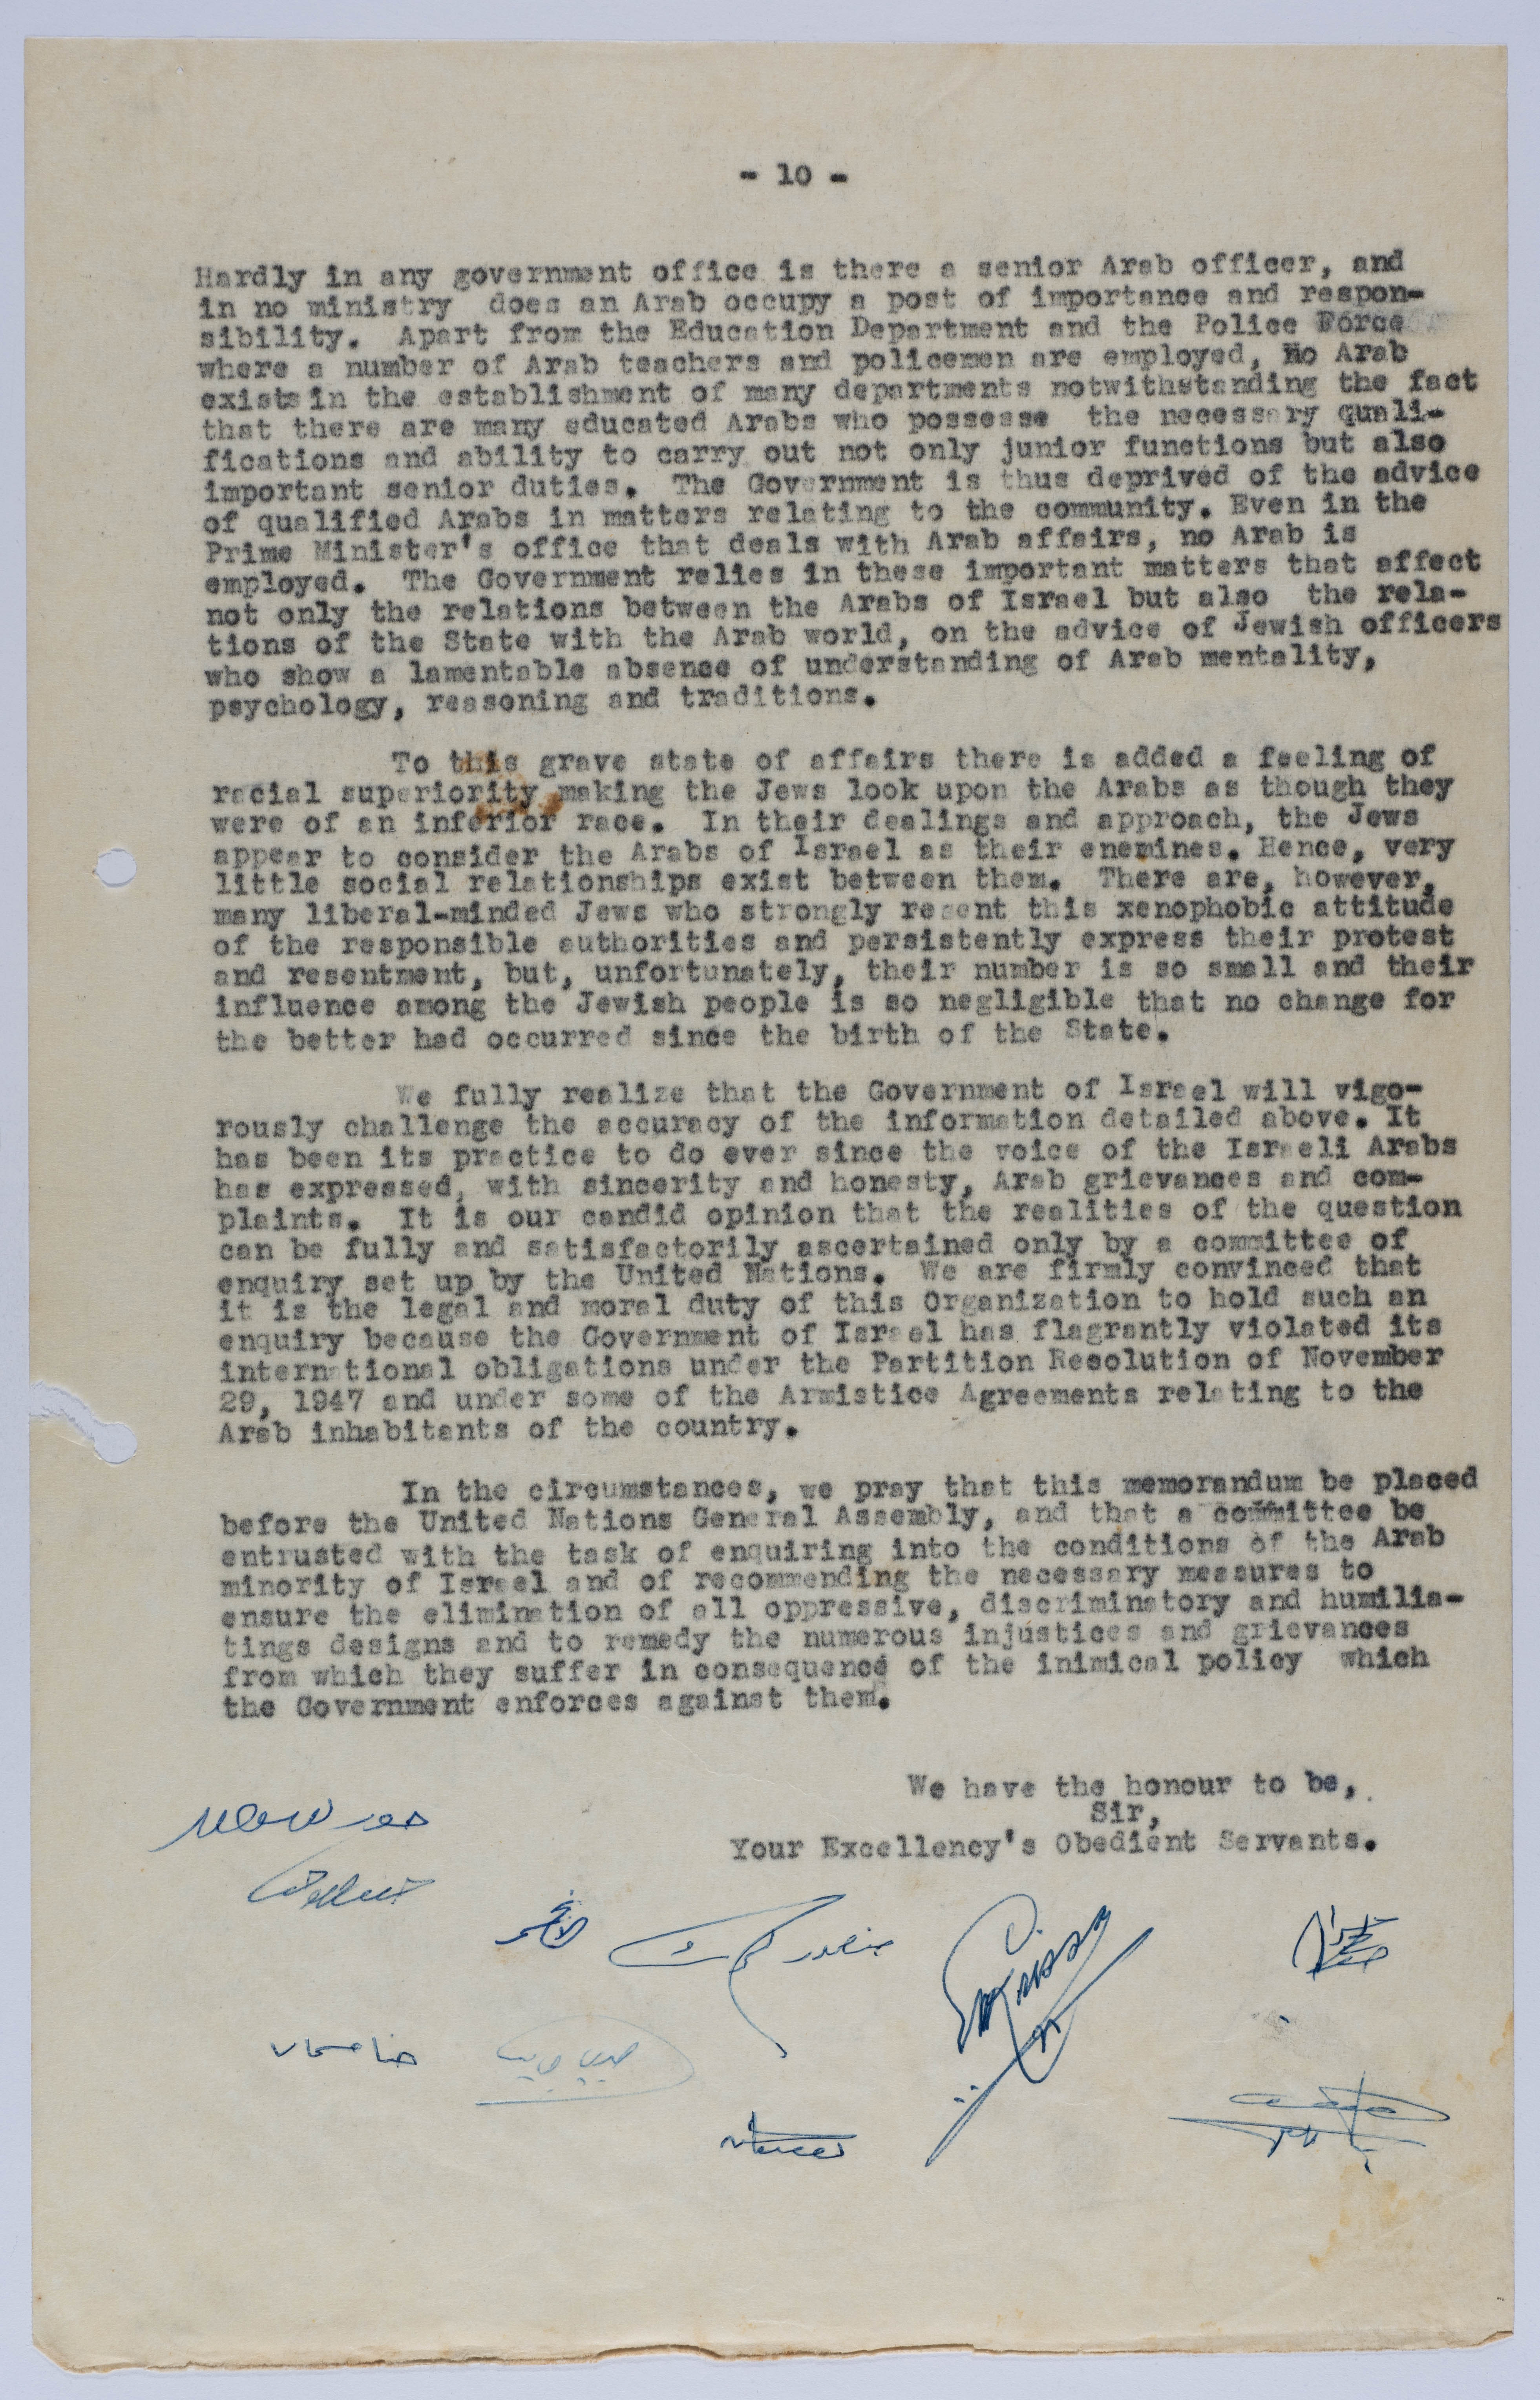 - 10 -
Hardly in any government office is there a senior Arab officer, and
in no ministry does an Arab occupy a post of importance and respon-
sibility. Apart from the Education Department and the Police Force
where a number of Arab teachers and policemen are employed, No Arab
exists in the establishment of many departments notwithstanding the fact
that there are many educated Arabs who possesse the necessary quali-
fications and ability to carry out not only junior functions but also
important senior duties. The Government is thus deprived of the advice
of qualified Arabs in matters relating to the community. Even in the
Prime Minister's office that deals with Arab affairs, no Arab is
employed. The Government relies in these important matters that affect
not only the relations between the Arabs of Israel but also the rela-
tions of the State with the Arab world, on the advice of Jewish officers
who show a lamentable absence of understanding of Arab mentality,
psychology, reasoning and traditions.
To this grave state of affairs there is added a feeling of
racial superiority making the Jews look upon the Arabs as though they
were of an inferior race. In their dealings and approach, the Jews
appear to consider the Arabs of Israel as their enemines. Hence, very
little social relationships exist between them. There are, however,
many liberal-minded Jews who strongly resent this xenophobic attitude
of the responsible authorities and persistently express their protest
and resentment, but, unfortunately, their number is so small and their
influence among the Jewish people is so negligible that no change for
the better had occurred since the birth of the State.
We fully realize that the Government of Israel will vigo-
rously challenge the accuracy of the information detailed above. It
has been its practice to do ever since the voice of the Israeli Arabs
has expressed, with sincerity and honesty, Arab grievances and com-
plaints. It is our candid opinion that the realities of the question
can be fully and satisfactorily ascertained only by a committee of
enquiry set up by the United Nations. We are firmly convinced that
it is the legal and moral duty of this Organization to hold such an
enquiry because the Government of Israel has flagrantly violated its
international obligations under the Partition Resolution of November
29, 1947 and under some of the Armistice Agreements relating to the
Arab inhabitants of the country.
In the circumstances, we pray that this memorandum be placed
before the United Nations General Assembly, and that a committee be
entrusted with the task of enquiring into the conditions of the Arab
minority of Israel and of recommending the necessary measures to
ensure the elimination of all oppressive, discriminatory and humilia-
tings designs and to remedy the numerous injustices and grievances
from which they suffer in consequence of the inimical policy which
the Government enforces against them.
We have the honour to be,
Sir,
Your Excellency's Obedient Servants.